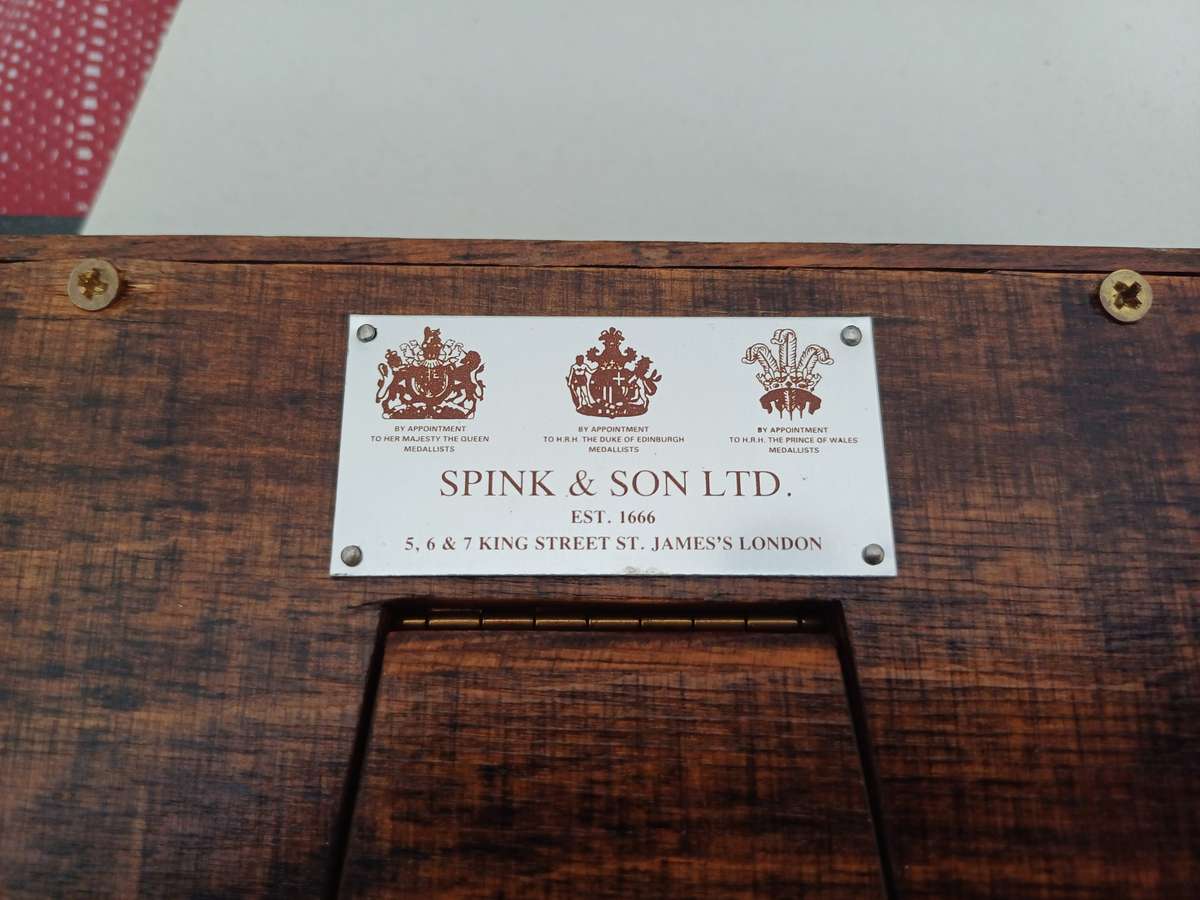 BY APPOINTMENT
TO HER MAJESTY THE QUEEN
MEDALLISTS
BY APPOINTMENT
TO H.R.H. THE DUKE OF EDINBURGH
MEDALLISTS
BY APPOINTMENT
TO H.R.H. THE PRINCE OF WALES
MEDALLISTS
SPINK & SON LTD.
EST. 1666
5, 6 & 7 KING STREET ST. JAMES'S LONDON